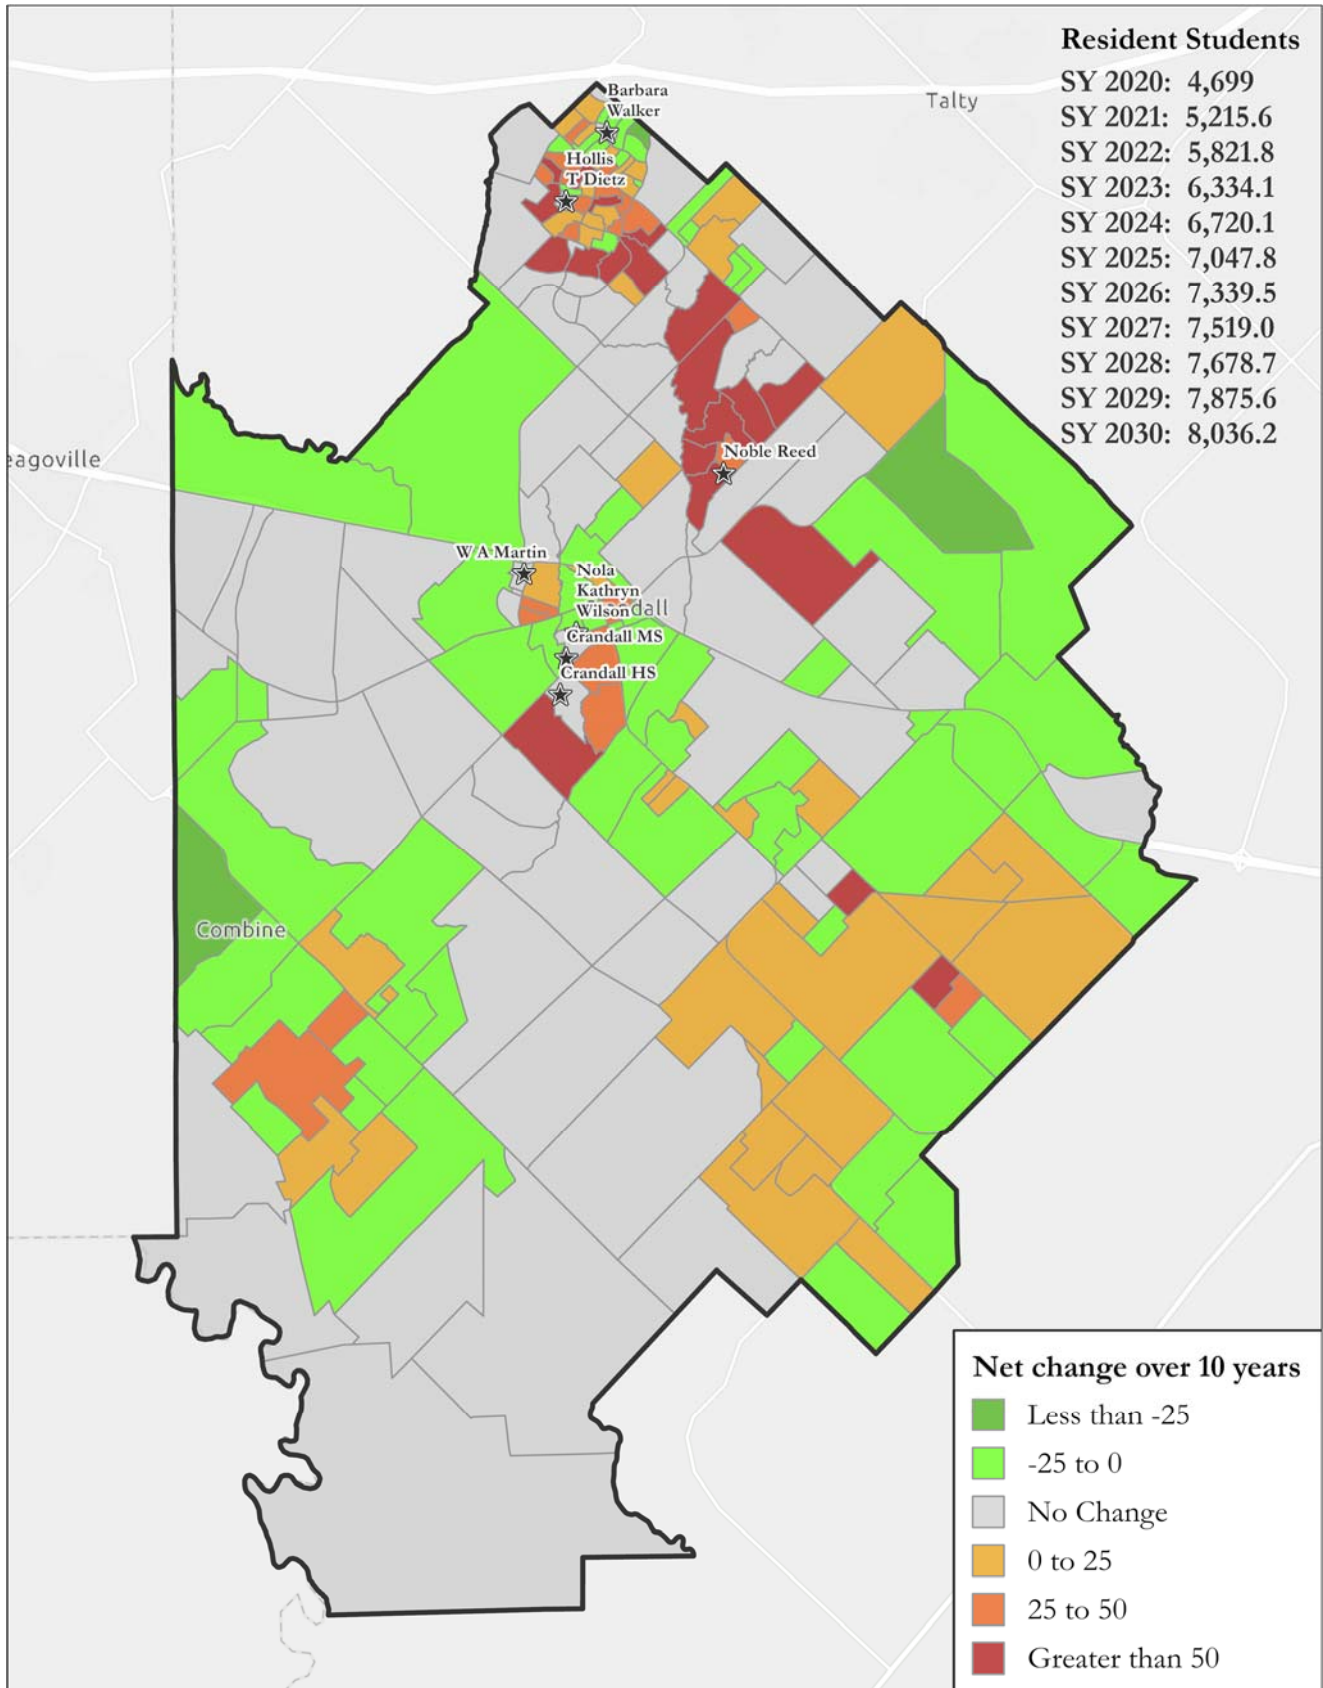 Resident Students
SY 2020: 4,699
SY 2021: 5,215.6
SY 2022: 5,821.8
SY 2023: 6,334.1
SY 2024: 6,720.1
SY 2025: 7,047.8
SY 2026: 7,339.5
SY 2027: 7,519.0
SY 2028: 7,678.7
SY 2029: 7,875.6
SY 2030: 8,036.2
Talty
Barbara
Walker
Hollis
T Dietz
eagoville
Noble Reed
W A Martin
Nola
Kathryn
Wilson
dall
Crandall MS
Crandall HS
Combine
Net change over 10 years
Less than -25
-25 to 0
No Change
0 to 25
25 to 50
Greater than 50